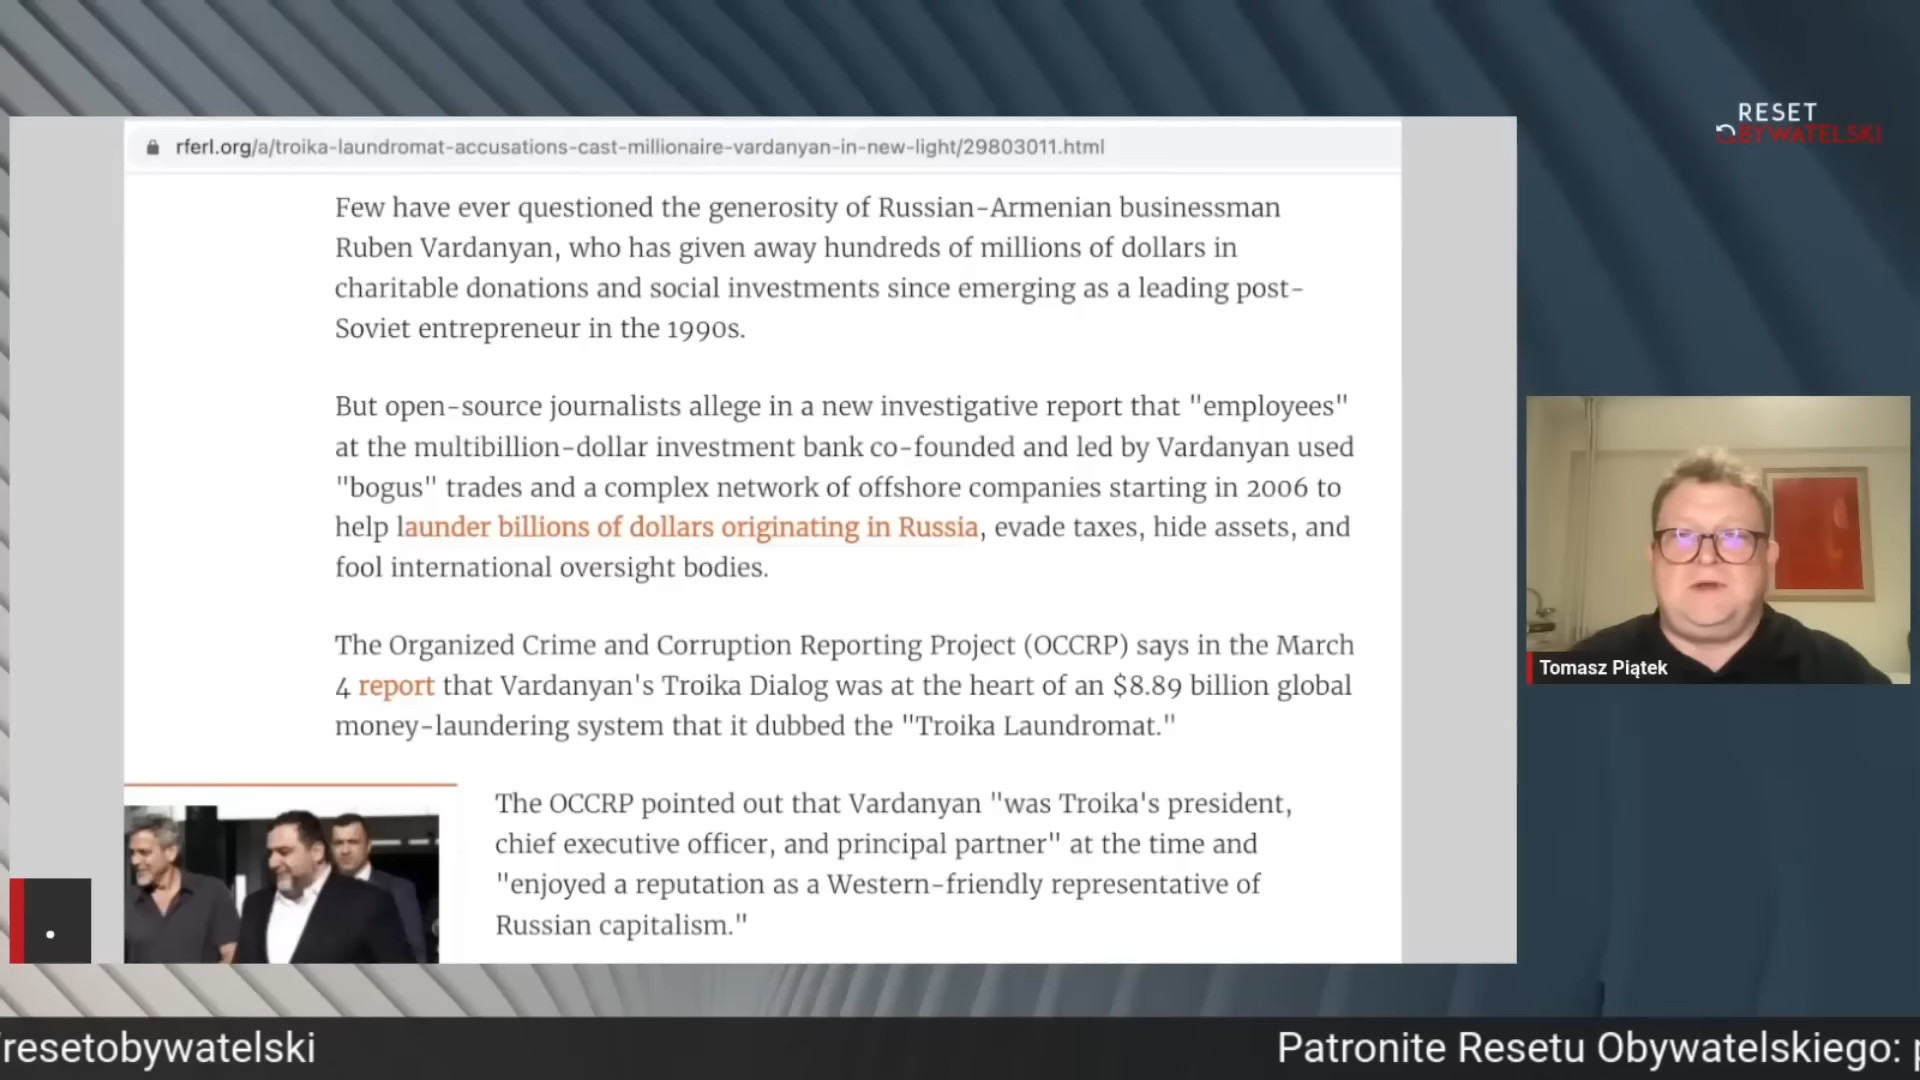 RESET
OBYWATELSKI
rferl.org/a/troika-laundromat-accusations-cast-millionaire-vardanyan-in-new-light/29803011.html
Few have ever questioned the generosity of Russian-Armenian businessman
Ruben Vardanyan, who has given away hundreds of millions of dollars in
charitable donations and social investments since emerging as a leading post-
Soviet entrepreneur in the 1990s.
But open-source journalists allege in a new investigative report that "employees"
at the multibillion-dollar investment bank co-founded and led by Vardanyan used
"bogus" trades and a complex network of offshore companies starting in 2006 to
help launder billions of dollars originating in Russia, evade taxes, hide assets, and
fool international oversight bodies.
The Organized Crime and Corruption Reporting Project (OCCRP) says in the March
4 report that Vardanyan's Troika Dialog was at the heart of an $8.89 billion global
money-laundering system that it dubbed the "Troika Laundromat."
The OCCRP pointed out that Vardanyan "was Troika's president,
chief executive officer, and principal partner" at the time and
"enjoyed a reputation as a Western-friendly representative of
Russian capitalism."
Tomasz Piątek
.
/resetobywatelski
Patronite Resetu Obywatelskiego: p